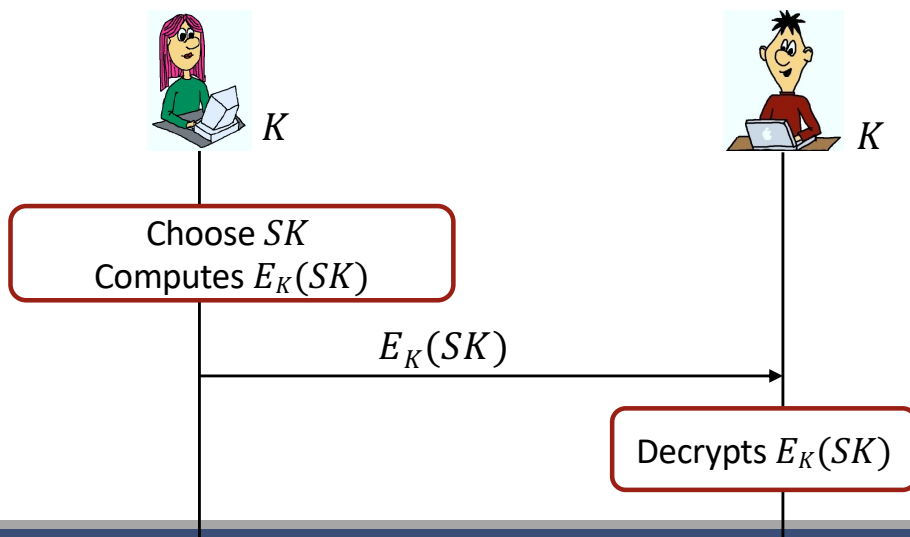 K
K
Choose SK
Computes E_K(SK)
E_K(SK)
Decrypts E_K(SK)